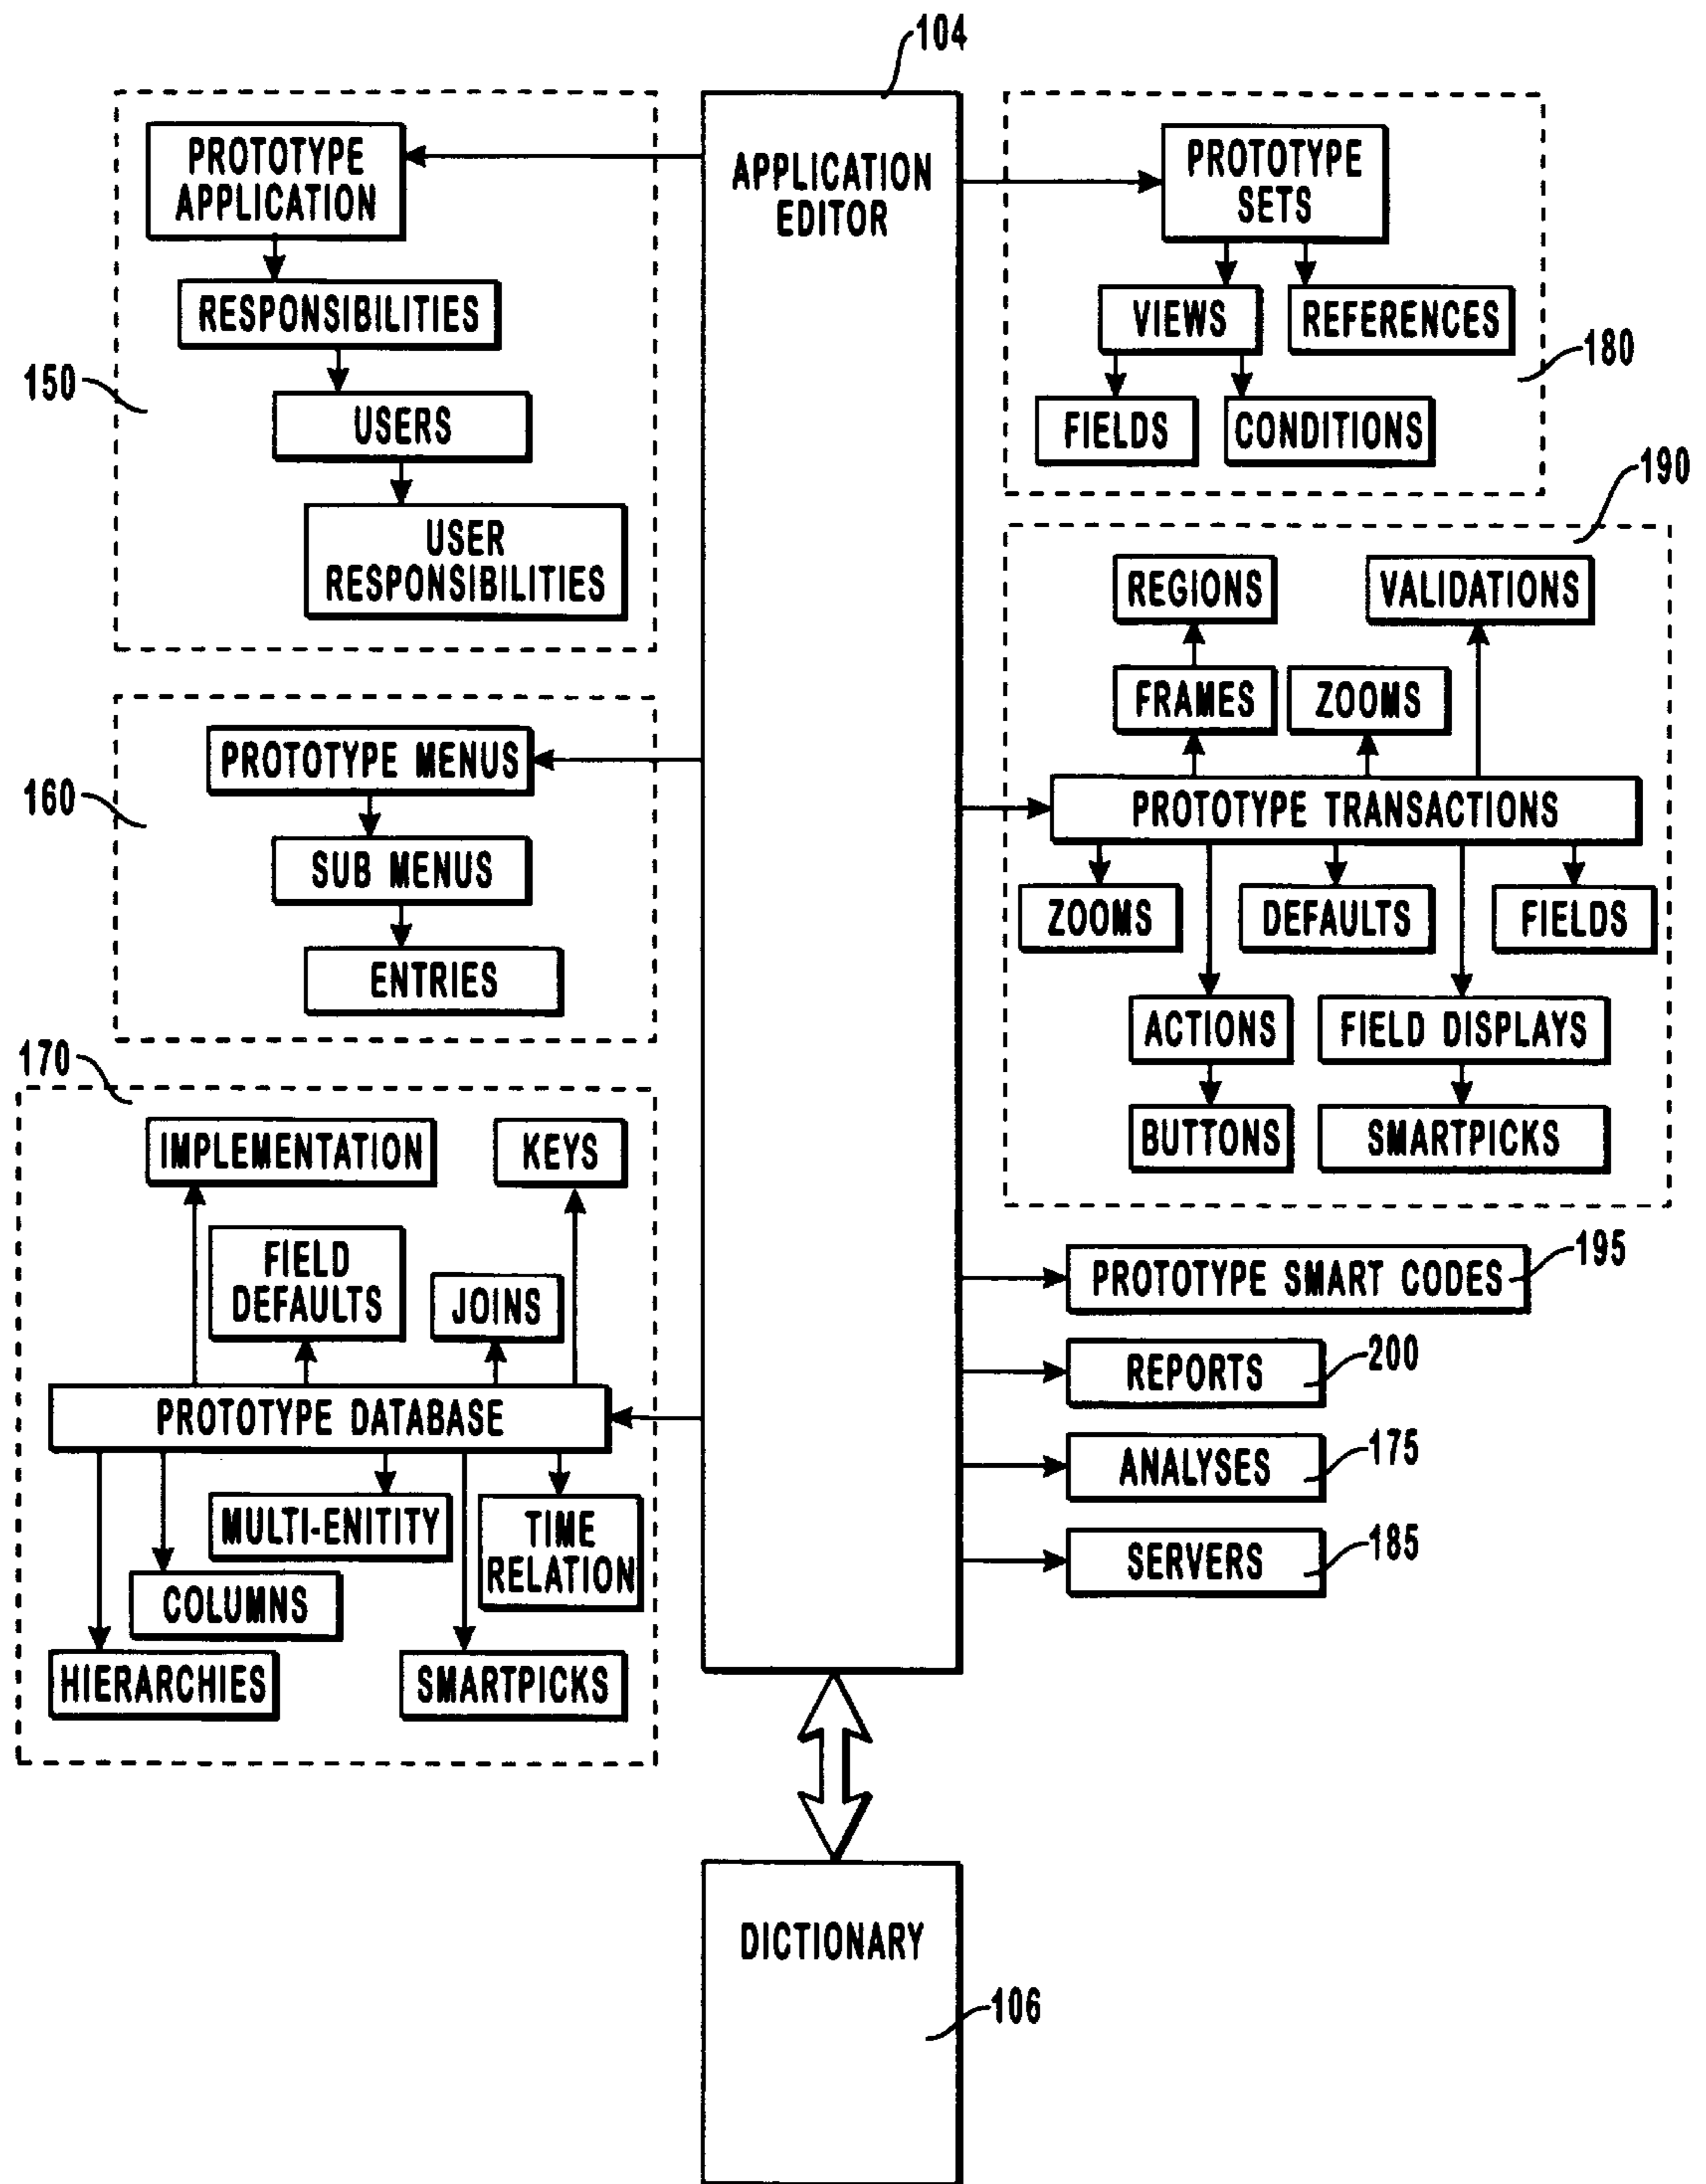 104
APPLICATION
EDITOR
PROTOTYPE
APPLICATION
RESPONSIBILITIES
USERS
USER
RESPONSIBILITIES
150
PROTOTYPE MENUS
SUB MENUS
ENTRIES
160
170
IMPLEMENTATION
KEYS
FIELD
DEFAULTS
JOINS
PROTOTYPE DATABASE
MULTI-ENITITY
TIME
RELATION
COLUMNS
HIERARCHIES
SMARTPICKS
PROTOTYPE
SETS
VIEWS
REFERENCES
180
FIELDS
CONDITIONS
190
REGIONS
VALIDATIONS
FRAMES
ZOOMS
PROTOTYPE TRANSACTIONS
ZOOMS
DEFAULTS
FIELDS
ACTIONS
FIELD DISPLAYS
BUTTONS
SMARTPICKS
PROTOTYPE SMART CODES
195
REPORTS
200
ANALYSES
175
SERVERS
185
DICTIONARY
106